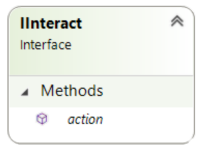 IInteract
Interface
Methods
action